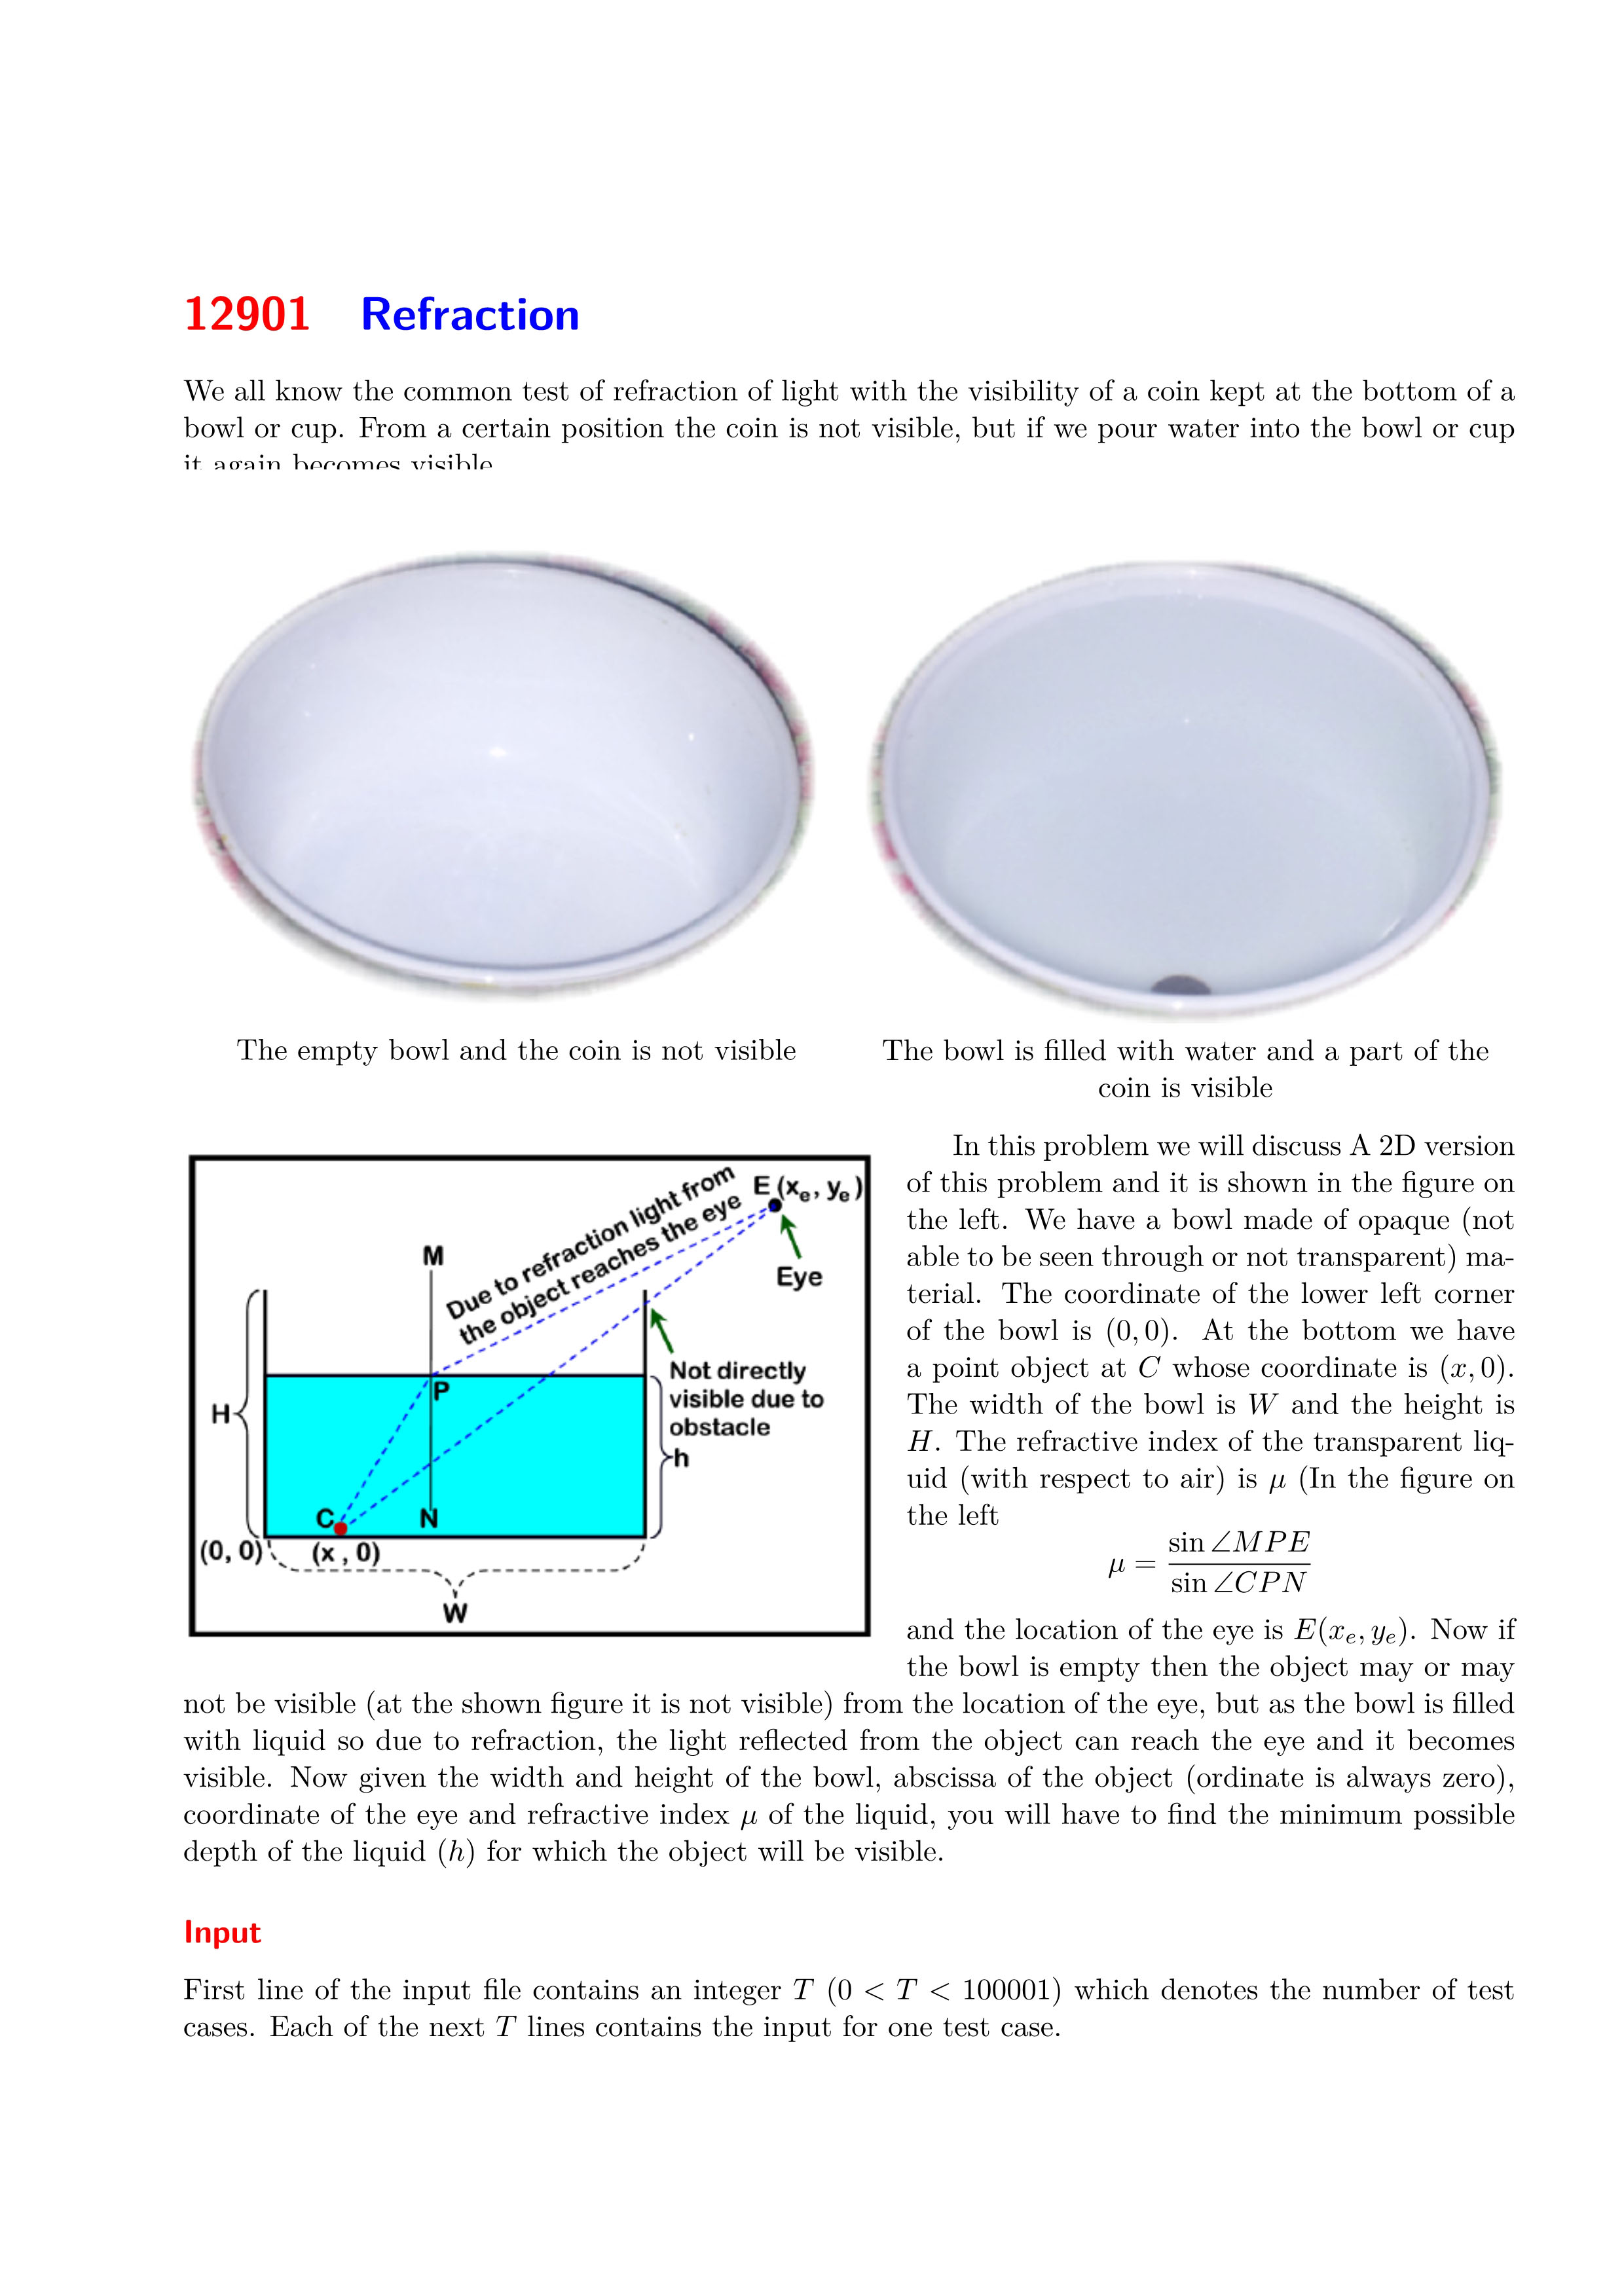 12901 Refraction
We all know the common test of refraction of light with the visibility of a coin kept at the bottom of a
bowl or cup. From a certain position the coin is not visible, but if we pour water into the bowl or cup
it again becomes visible
The empty bowl and the coin is not visible
The bowl is filled with water and a part of the
coin is visible
Due to refraction light from
the object reaches the eye
E (xe, ye)
Eye
M
H
P
Not directly
visible due to
obstacle
h
C
N
(0, 0)
(x , 0)
W
In this problem we will discuss A 2D version
of this problem and it is shown in the figure on
the left. We have a bowl made of opaque (not
able to be seen through or not transparent) ma-
terial. The coordinate of the lower left corner
of the bowl is (0, 0). At the bottom we have
a point object at C whose coordinate is (x, 0).
The width of the bowl is W and the height is
H. The refractive index of the transparent liq-
uid (with respect to air) is μ (In the figure on
the left
μ = sin ∠MPE / sin ∠CPN
and the location of the eye is E(xe, ye). Now if
the bowl is empty then the object may or may
not be visible (at the shown figure it is not visible) from the location of the eye, but as the bowl is filled
with liquid so due to refraction, the light reflected from the object can reach the eye and it becomes
visible. Now given the width and height of the bowl, abscissa of the object (ordinate is always zero),
coordinate of the eye and refractive index μ of the liquid, you will have to find the minimum possible
depth of the liquid (h) for which the object will be visible.
Input
First line of the input file contains an integer T (0 < T < 100001) which denotes the number of test
cases. Each of the next T lines contains the input for one test case.